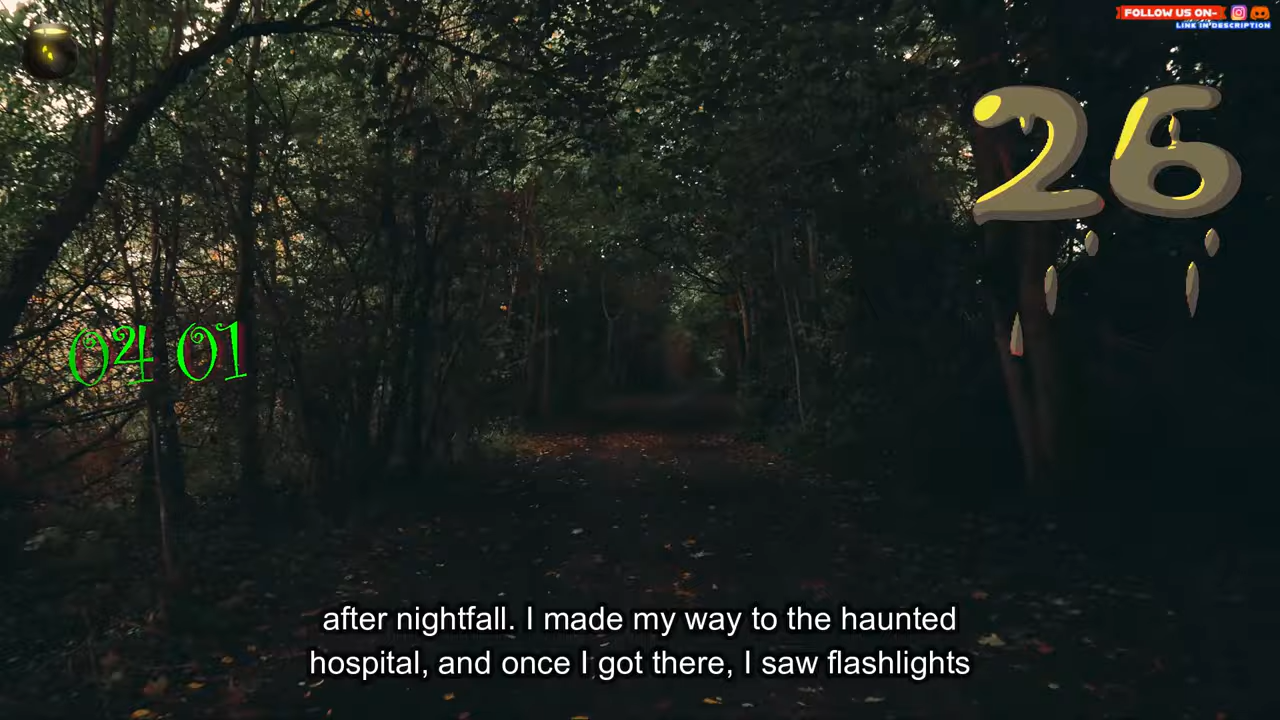 FOLLOW US ON-
LINK IN DESCRIPTION
26
04 01
after nightfall. I made my way to the haunted
hospital, and once I got there, I saw flashlights